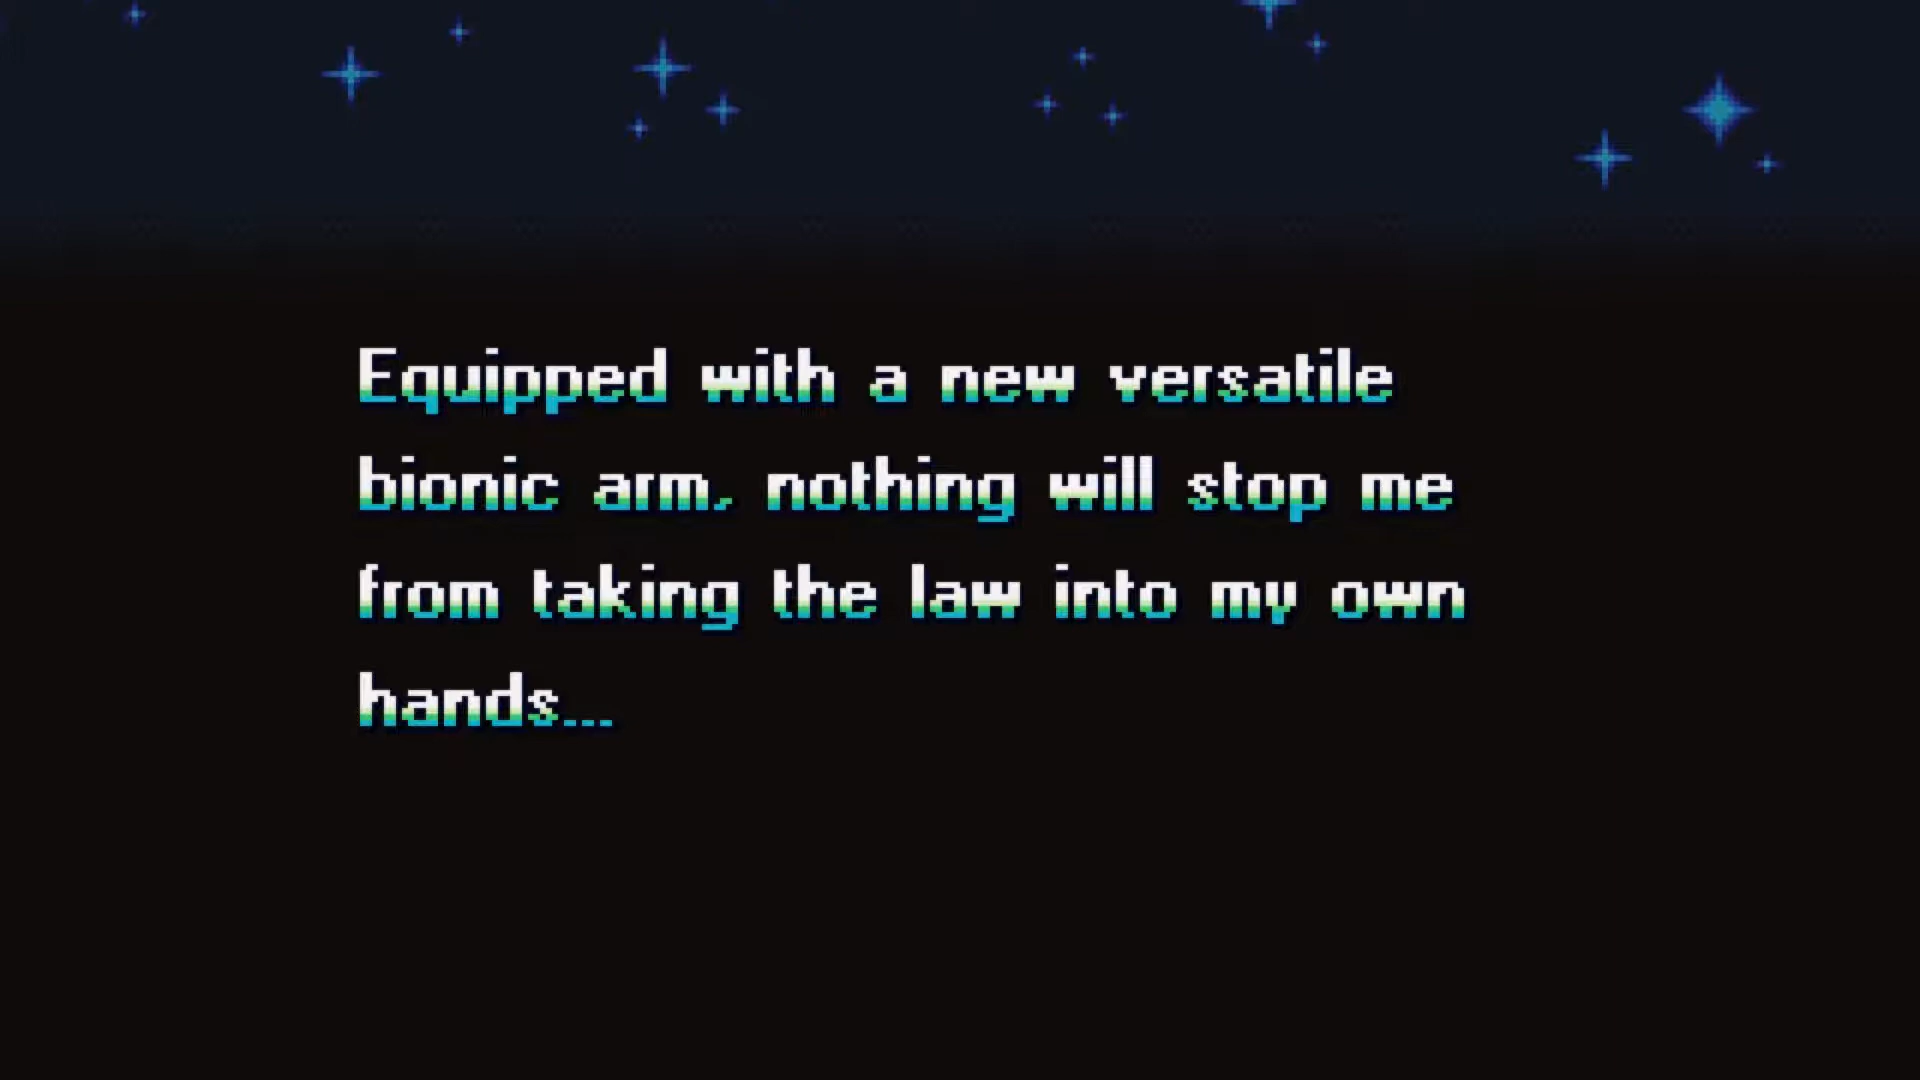 Equipped with a new versatile
bionic arm, nothing will stop me
from taking the law into my own
hands...